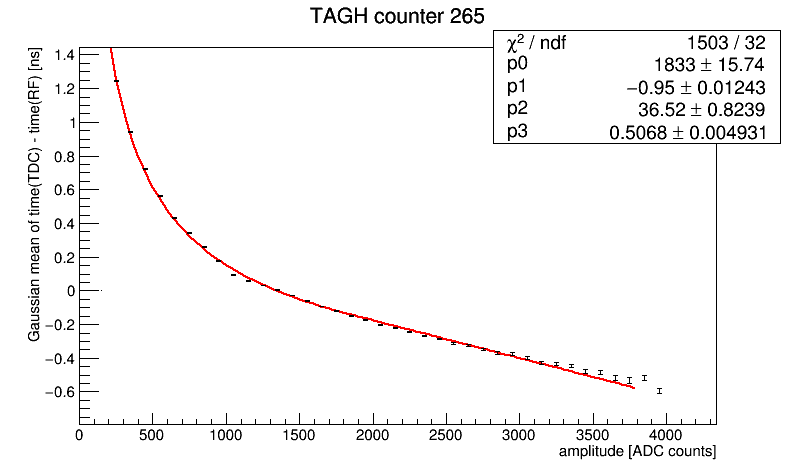 TAGH counter 265
χ² / ndf 1503 / 32
p0 1833 ± 15.74
p1 −0.95 ± 0.01243
p2 36.52 ± 0.8239
p3 0.5068 ± 0.004931
Gaussian mean of time(TDC) - time(RF) [ns]
1.4
1.2
1
0.8
0.6
0.4
0.2
0
−0.2
−0.4
−0.6
0 500 1000 1500 2000 2500 3000 3500 4000
amplitude [ADC counts]